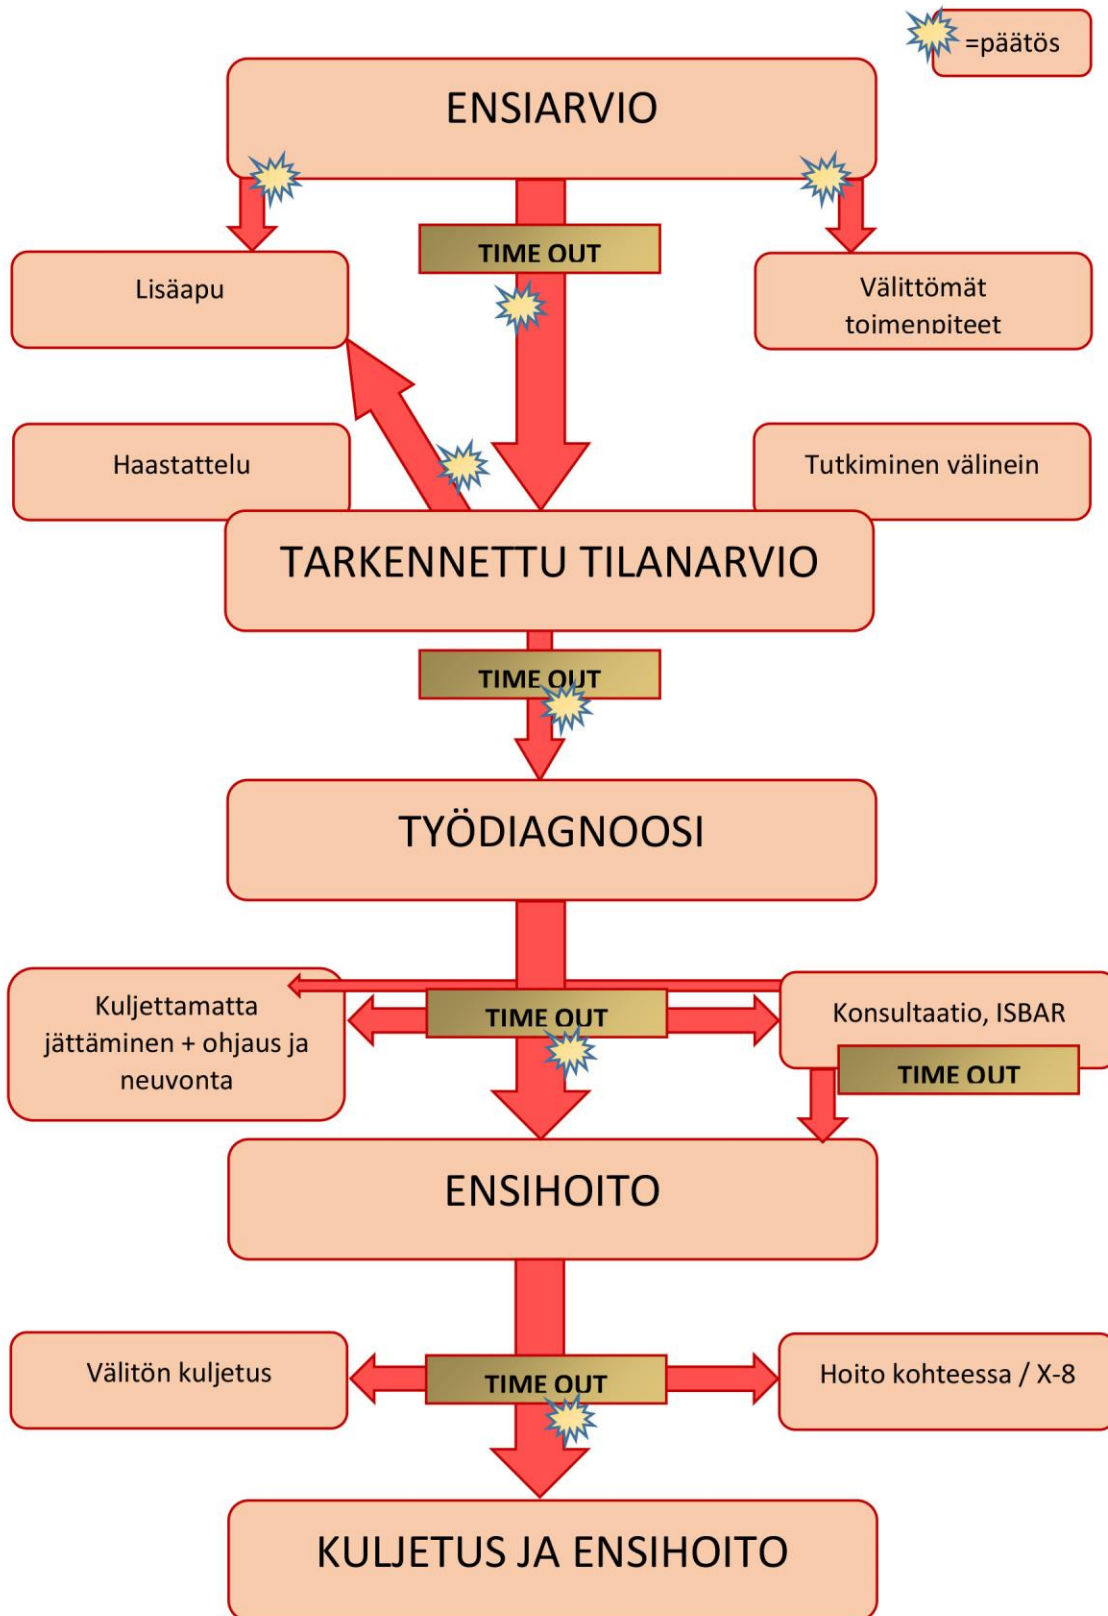 =päätös
ENSIARVIO
TIME OUT
Lisäapu
Välittömät
toimenpiteet
Haastattelu
Tutkiminen välinein
TARKENNETTU TILANARVIO
TIME OUT
TYÖDIAGNOOSI
Kuljettamatta
jättäminen + ohjaus ja
neuvonta
TIME OUT
Konsultaatio, ISBAR
TIME OUT
ENSIHOITO
Välitön kuljetus
TIME OUT
Hoito kohteessa / X-8
KULJETUS JA ENSIHOITO